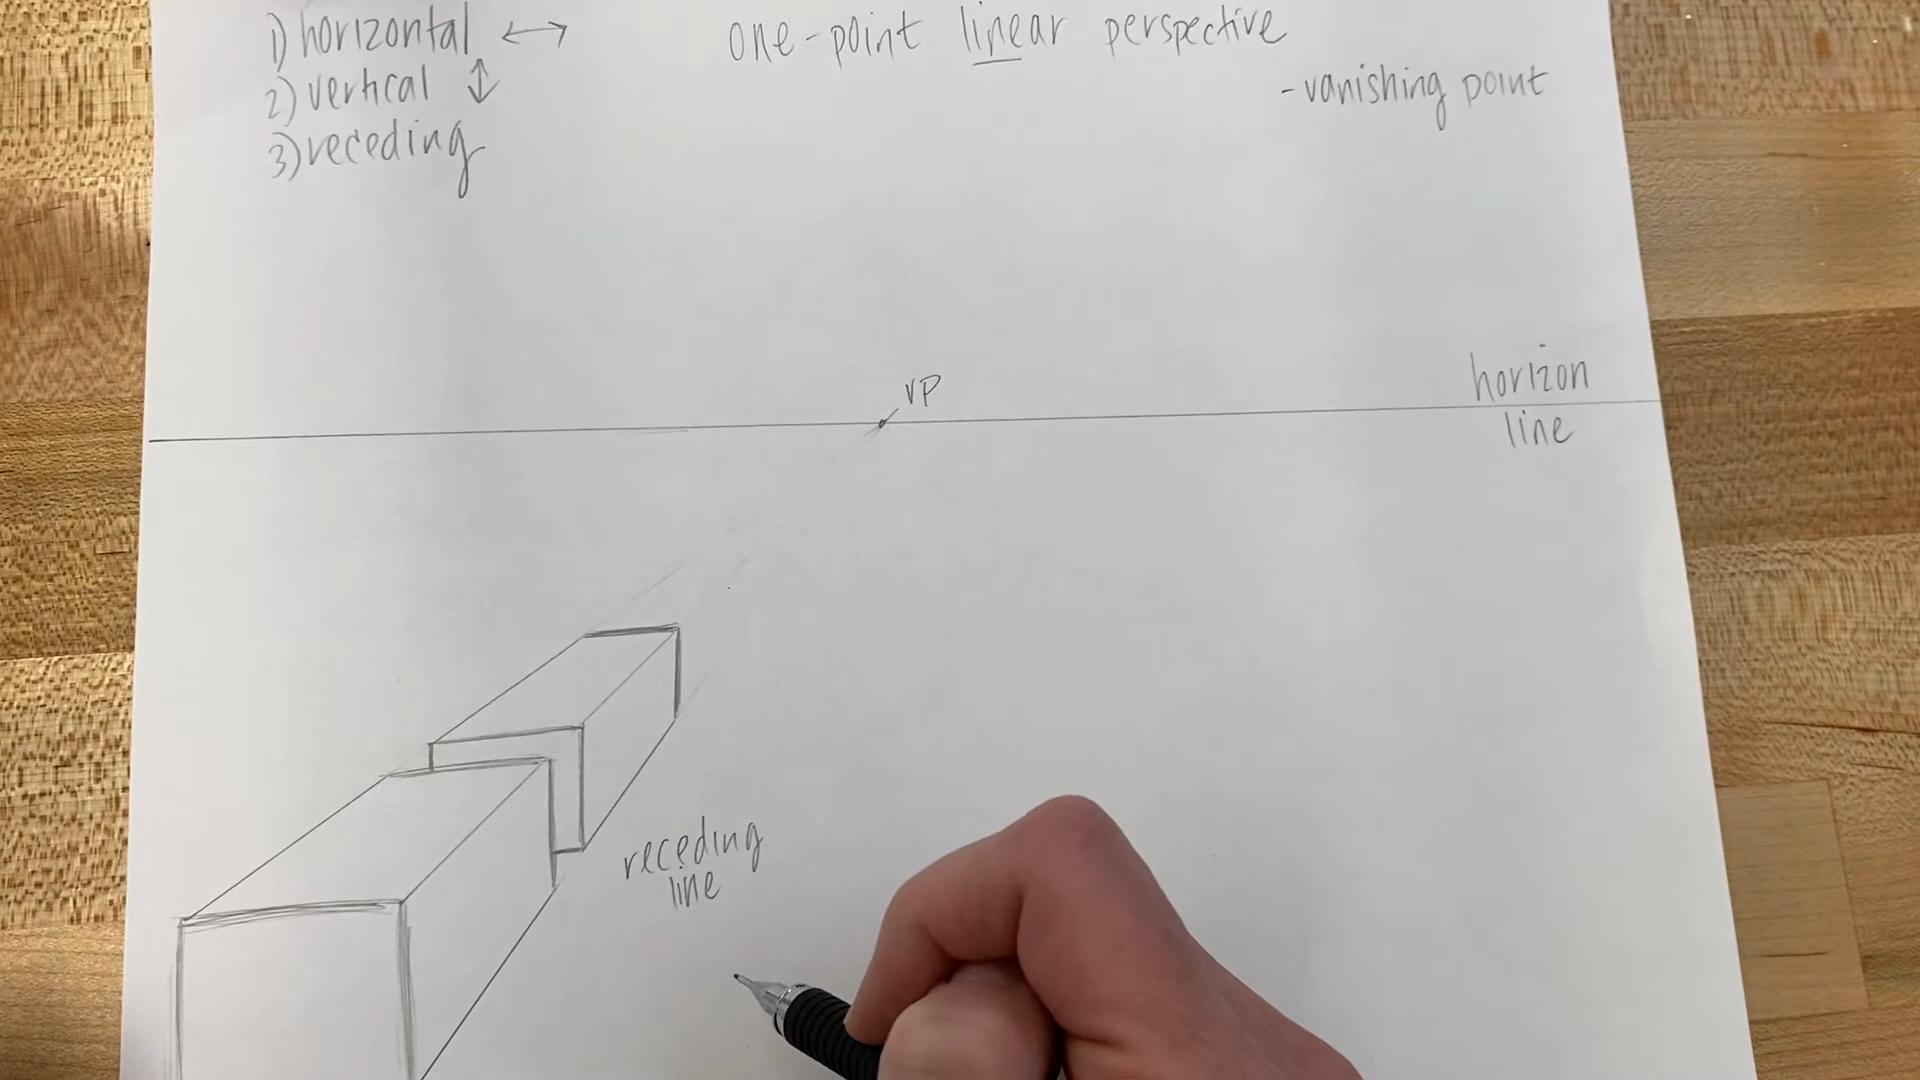 1) horizontal ↔
2) vertical ↕
3) receding
one-point linear perspective
- vanishing point
VP
horizon
line
receding
line